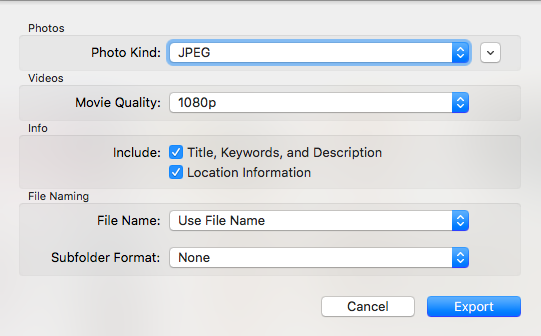 Photos
Photo Kind: JPEG
Videos
Movie Quality: 1080p
Info
Include: Title, Keywords, and Description
Location Information
File Naming
File Name: Use File Name
Subfolder Format: None
Cancel Export